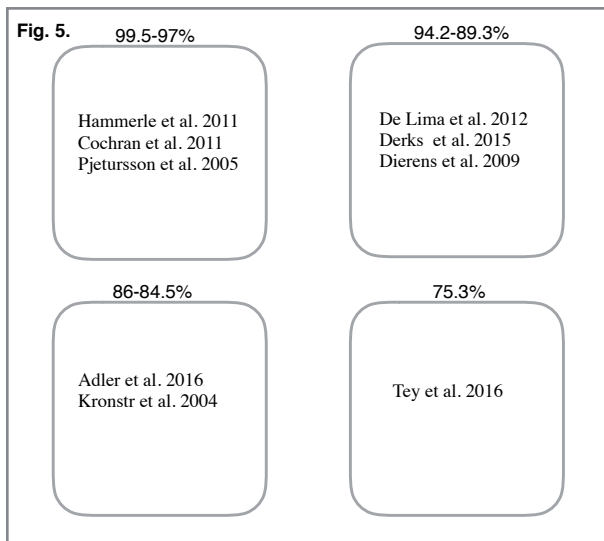 Fig. 5.
99.5-97%
Hammerle et al. 2011
Cochran et al. 2011
Pjetursson et al. 2005
94.2-89.3%
De Lima et al. 2012
Derks et al. 2015
Dierens et al. 2009
86-84.5%
Adler et al. 2016
Kronstr et al. 2004
75.3%
Tey et al. 2016